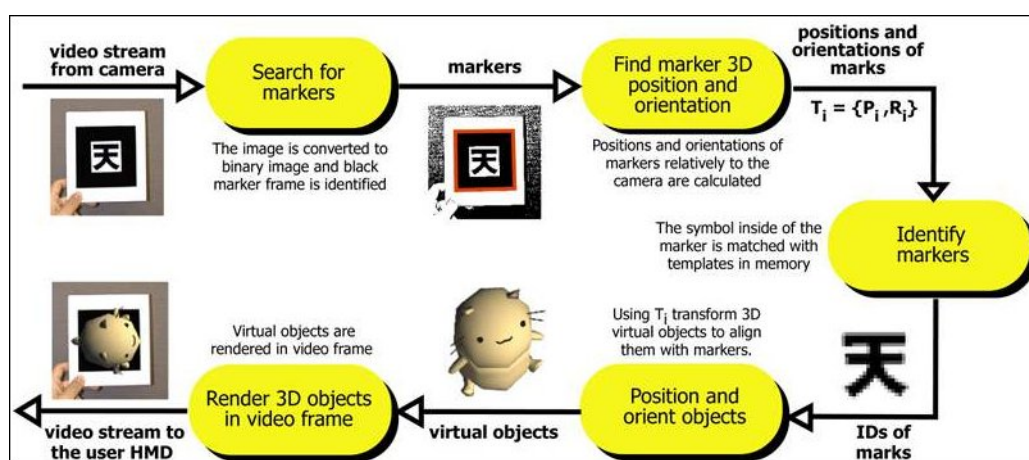 video stream
from camera
天
Search for
markers
The image is converted to
binary image and black
marker frame is identified
markers
天
Find marker 3D
position and
orientation
Positions and orientations of
markers relatively to the
camera are calculated
positions and
orientations of
marks
Tᵢ = {Pᵢ ,Rᵢ}
The symbol inside of the
marker is matched with
templates in memory
Identify
markers
天
IDs of
marks
Using Tᵢ transform 3D
virtual objects to align
them with markers.
Position and
orient objects
virtual objects
Virtual objects are
rendered in video frame
Render 3D objects
in video frame
video stream to
the user HMD